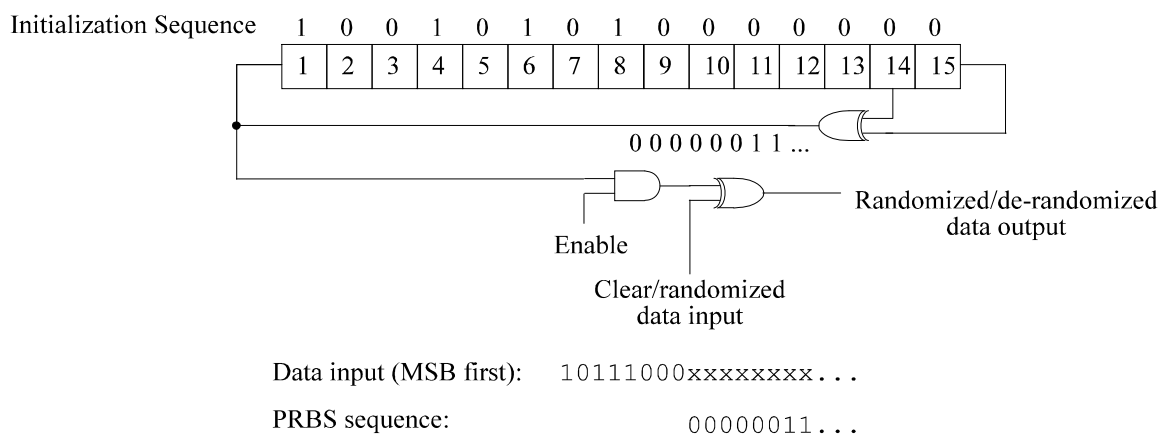 Initialization Sequence 1 0 0 1 0 1 0 1 0 0 0 0 0 0 0
1 2 3 4 5 6 7 8 9 10 11 12 13 14 15
0 0 0 0 0 0 1 1 ...
Enable
Clear/randomized
data input
Randomized/de-randomized
data output
Data input (MSB first): 10111000xxxxxxxx...
PRBS sequence: 00000011...